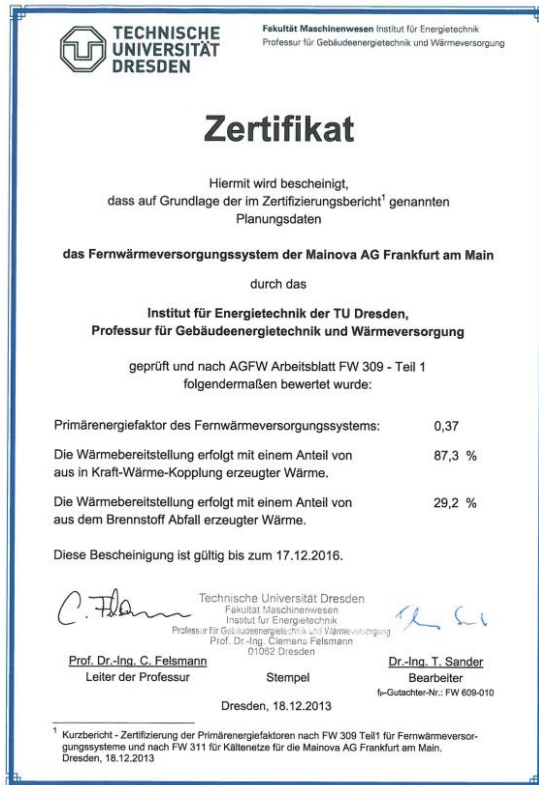 TECHNISCHE
UNIVERSITÄT
DRESDEN
Fakultät Maschinenwesen Institut für Energietechnik
Professur für Gebäudeenergietechnik und Wärmeversorgung
Zertifikat
Hiermit wird bescheinigt,
dass auf Grundlage der im Zertifizierungsbericht¹ genannten
Planungsdaten
das Fernwärmeversorgungssystem der Mainova AG Frankfurt am Main
durch das
Institut für Energietechnik der TU Dresden,
Professur für Gebäudeenergietechnik und Wärmeversorgung
geprüft und nach AGFW Arbeitsblatt FW 309 - Teil 1
folgendermaßen bewertet wurde:
Primärenergiefaktor des Fernwärmeversorgungssystems: 0,37
Die Wärmebereitstellung erfolgt mit einem Anteil von 87,3 %
aus in Kraft-Wärme-Kopplung erzeugter Wärme.
Die Wärmebereitstellung erfolgt mit einem Anteil von 29,2 %
aus dem Brennstoff Abfall erzeugter Wärme.
Diese Bescheinigung ist gültig bis zum 17.12.2016.
Technische Universität Dresden
Fakultät Maschinenwesen
Institut für Energietechnik
Professur für Gebäudeenergietechnik und Wärmeversorgung
Prof. Dr.-Ing. Clemens Felsmann
01062 Dresden
Prof. Dr.-Ing. C. Felsmann
Leiter der Professur
Stempel
Dr.-Ing. T. Sander
Bearbeiter
fP-Gutachter-Nr.: FW 609-010
Dresden, 18.12.2013
¹ Kurzbericht - Zertifizierung der Primärenergiefaktoren nach FW 309 Teil1 für Fernwärmeversor-
gungssysteme und nach FW 311 für Kältenetze für die Mainova AG Frankfurt am Main.
Dresden, 18.12.2013